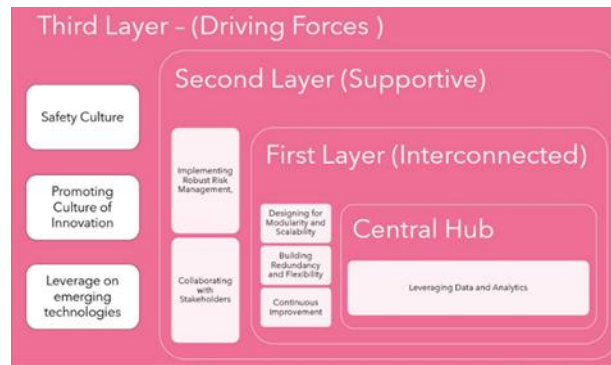 Third Layer – (Driving Forces )
Second Layer (Supportive)
First Layer (Interconnected)
Central Hub
Safety Culture
Promoting
Culture of
Innovation
Leverage on
emerging
technologies
Implementing
Robust Risk
Management,
Collaborating
with
Stakeholders
Designing for
Modularity and
Scalability
Building
Redundancy
and Flexibility
Continuous
Improvement
Leveraging Data and Analytics